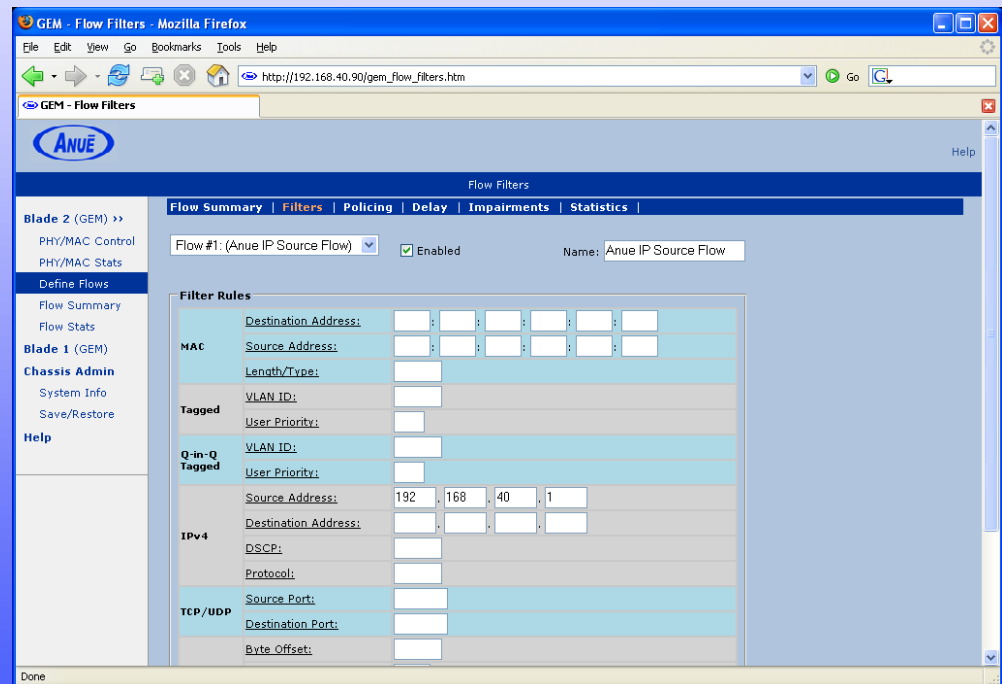 GEM - Flow Filters - Mozilla Firefox
File Edit View Go Bookmarks Tools Help
http://192.168.40.90/gem_flow_filters.htm Go G
GEM - Flow Filters
ANUĒ
Help
Flow Filters
Blade 2 (GEM) >>
PHY/MAC Control
PHY/MAC Stats
Define Flows
Flow Summary
Flow Stats
Blade 1 (GEM)
Chassis Admin
System Info
Save/Restore
Help
Flow Summary | Filters | Policing | Delay | Impairments | Statistics |
Flow #1: (Anue IP Source Flow) Enabled Name: Anue IP Source Flow
Filter Rules
MAC
Destination Address: : : : : :
Source Address: : : : : :
Length/Type:
Tagged
VLAN ID:
User Priority:
Q-in-Q Tagged
VLAN ID:
User Priority:
IPv4
Source Address: 192 . 168 . 40 . 1
Destination Address: . . .
DSCP:
Protocol:
TCP/UDP
Source Port:
Destination Port:
Byte Offset:
Done